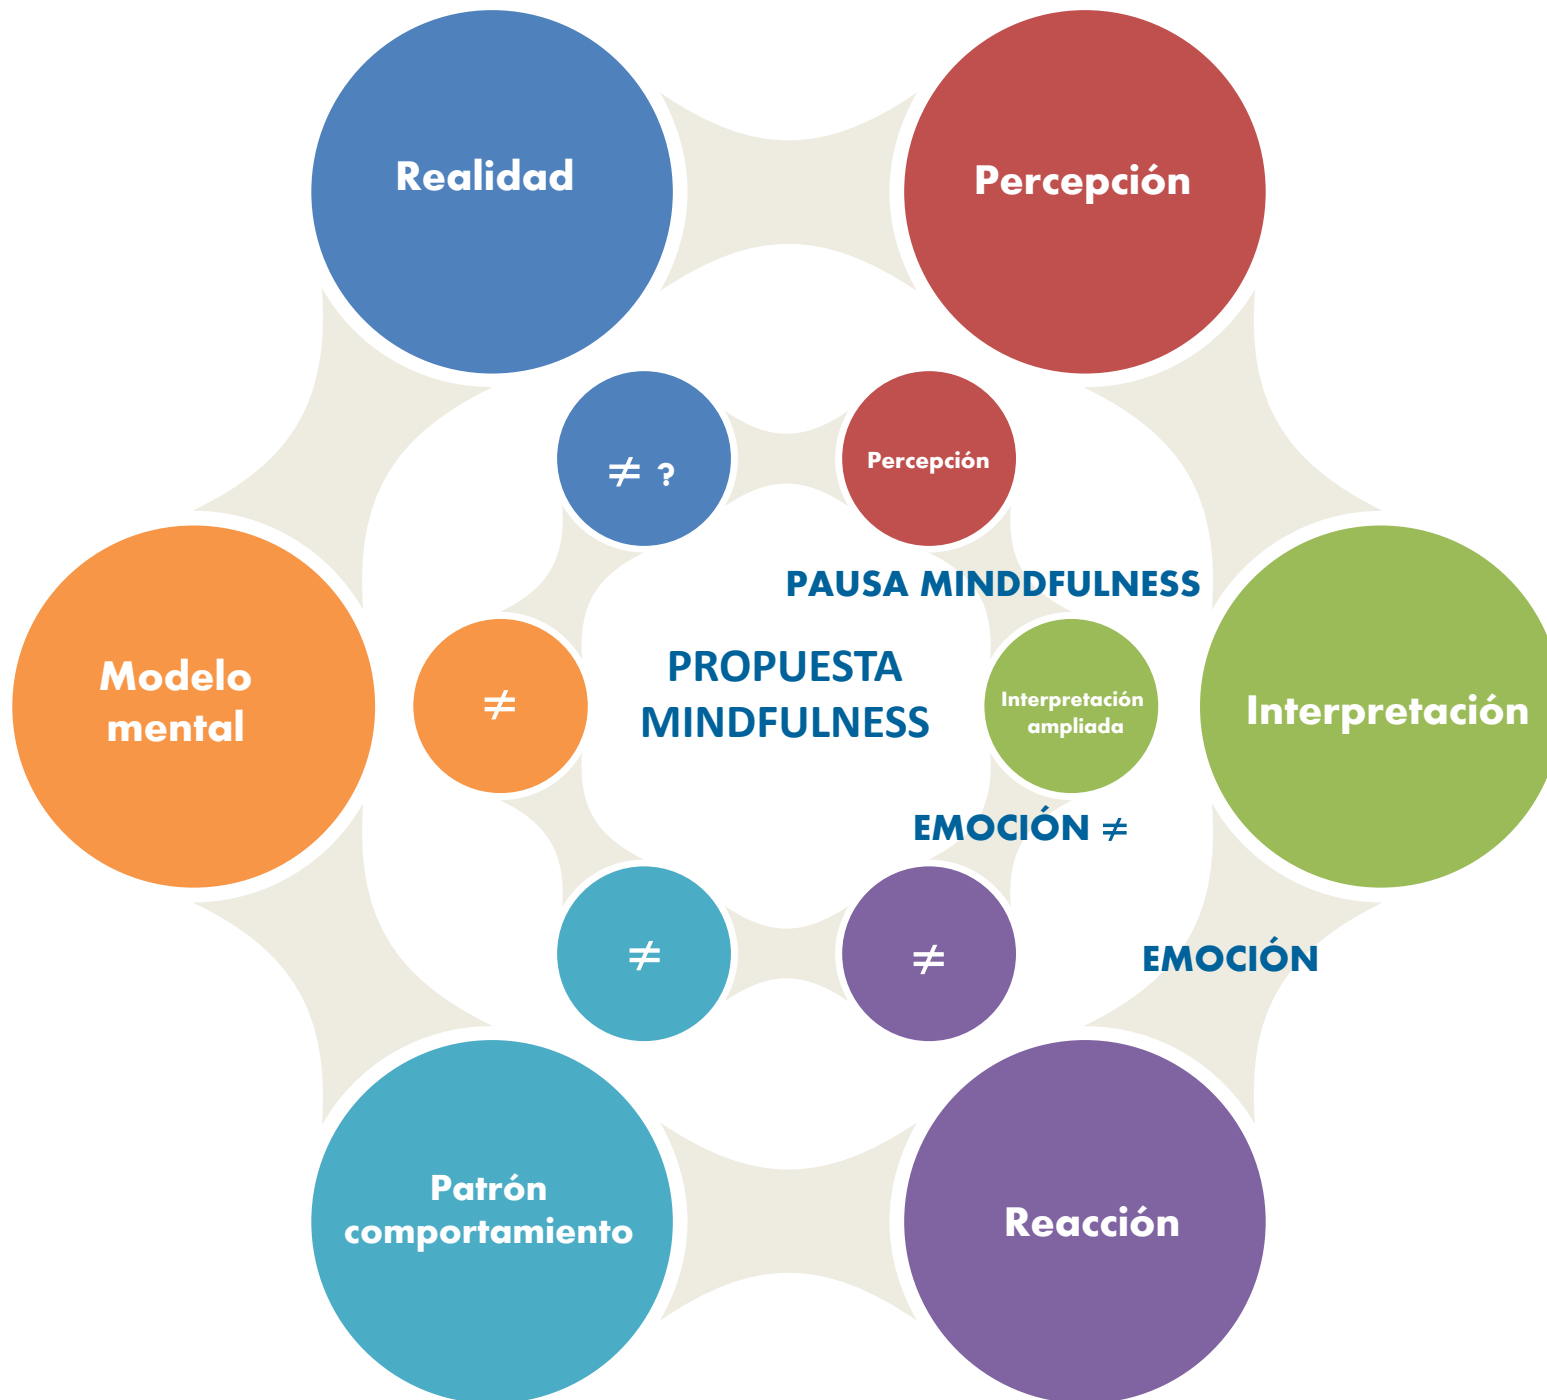 Realidad
Percepción
≠ ?
Percepción
PAUSA MINDDFULNESS
Modelo
mental
≠
PROPUESTA
MINDFULNESS
Interpretación
ampliada
Interpretación
EMOCIÓN ≠
≠
≠
EMOCIÓN
Patrón
comportamiento
Reacción